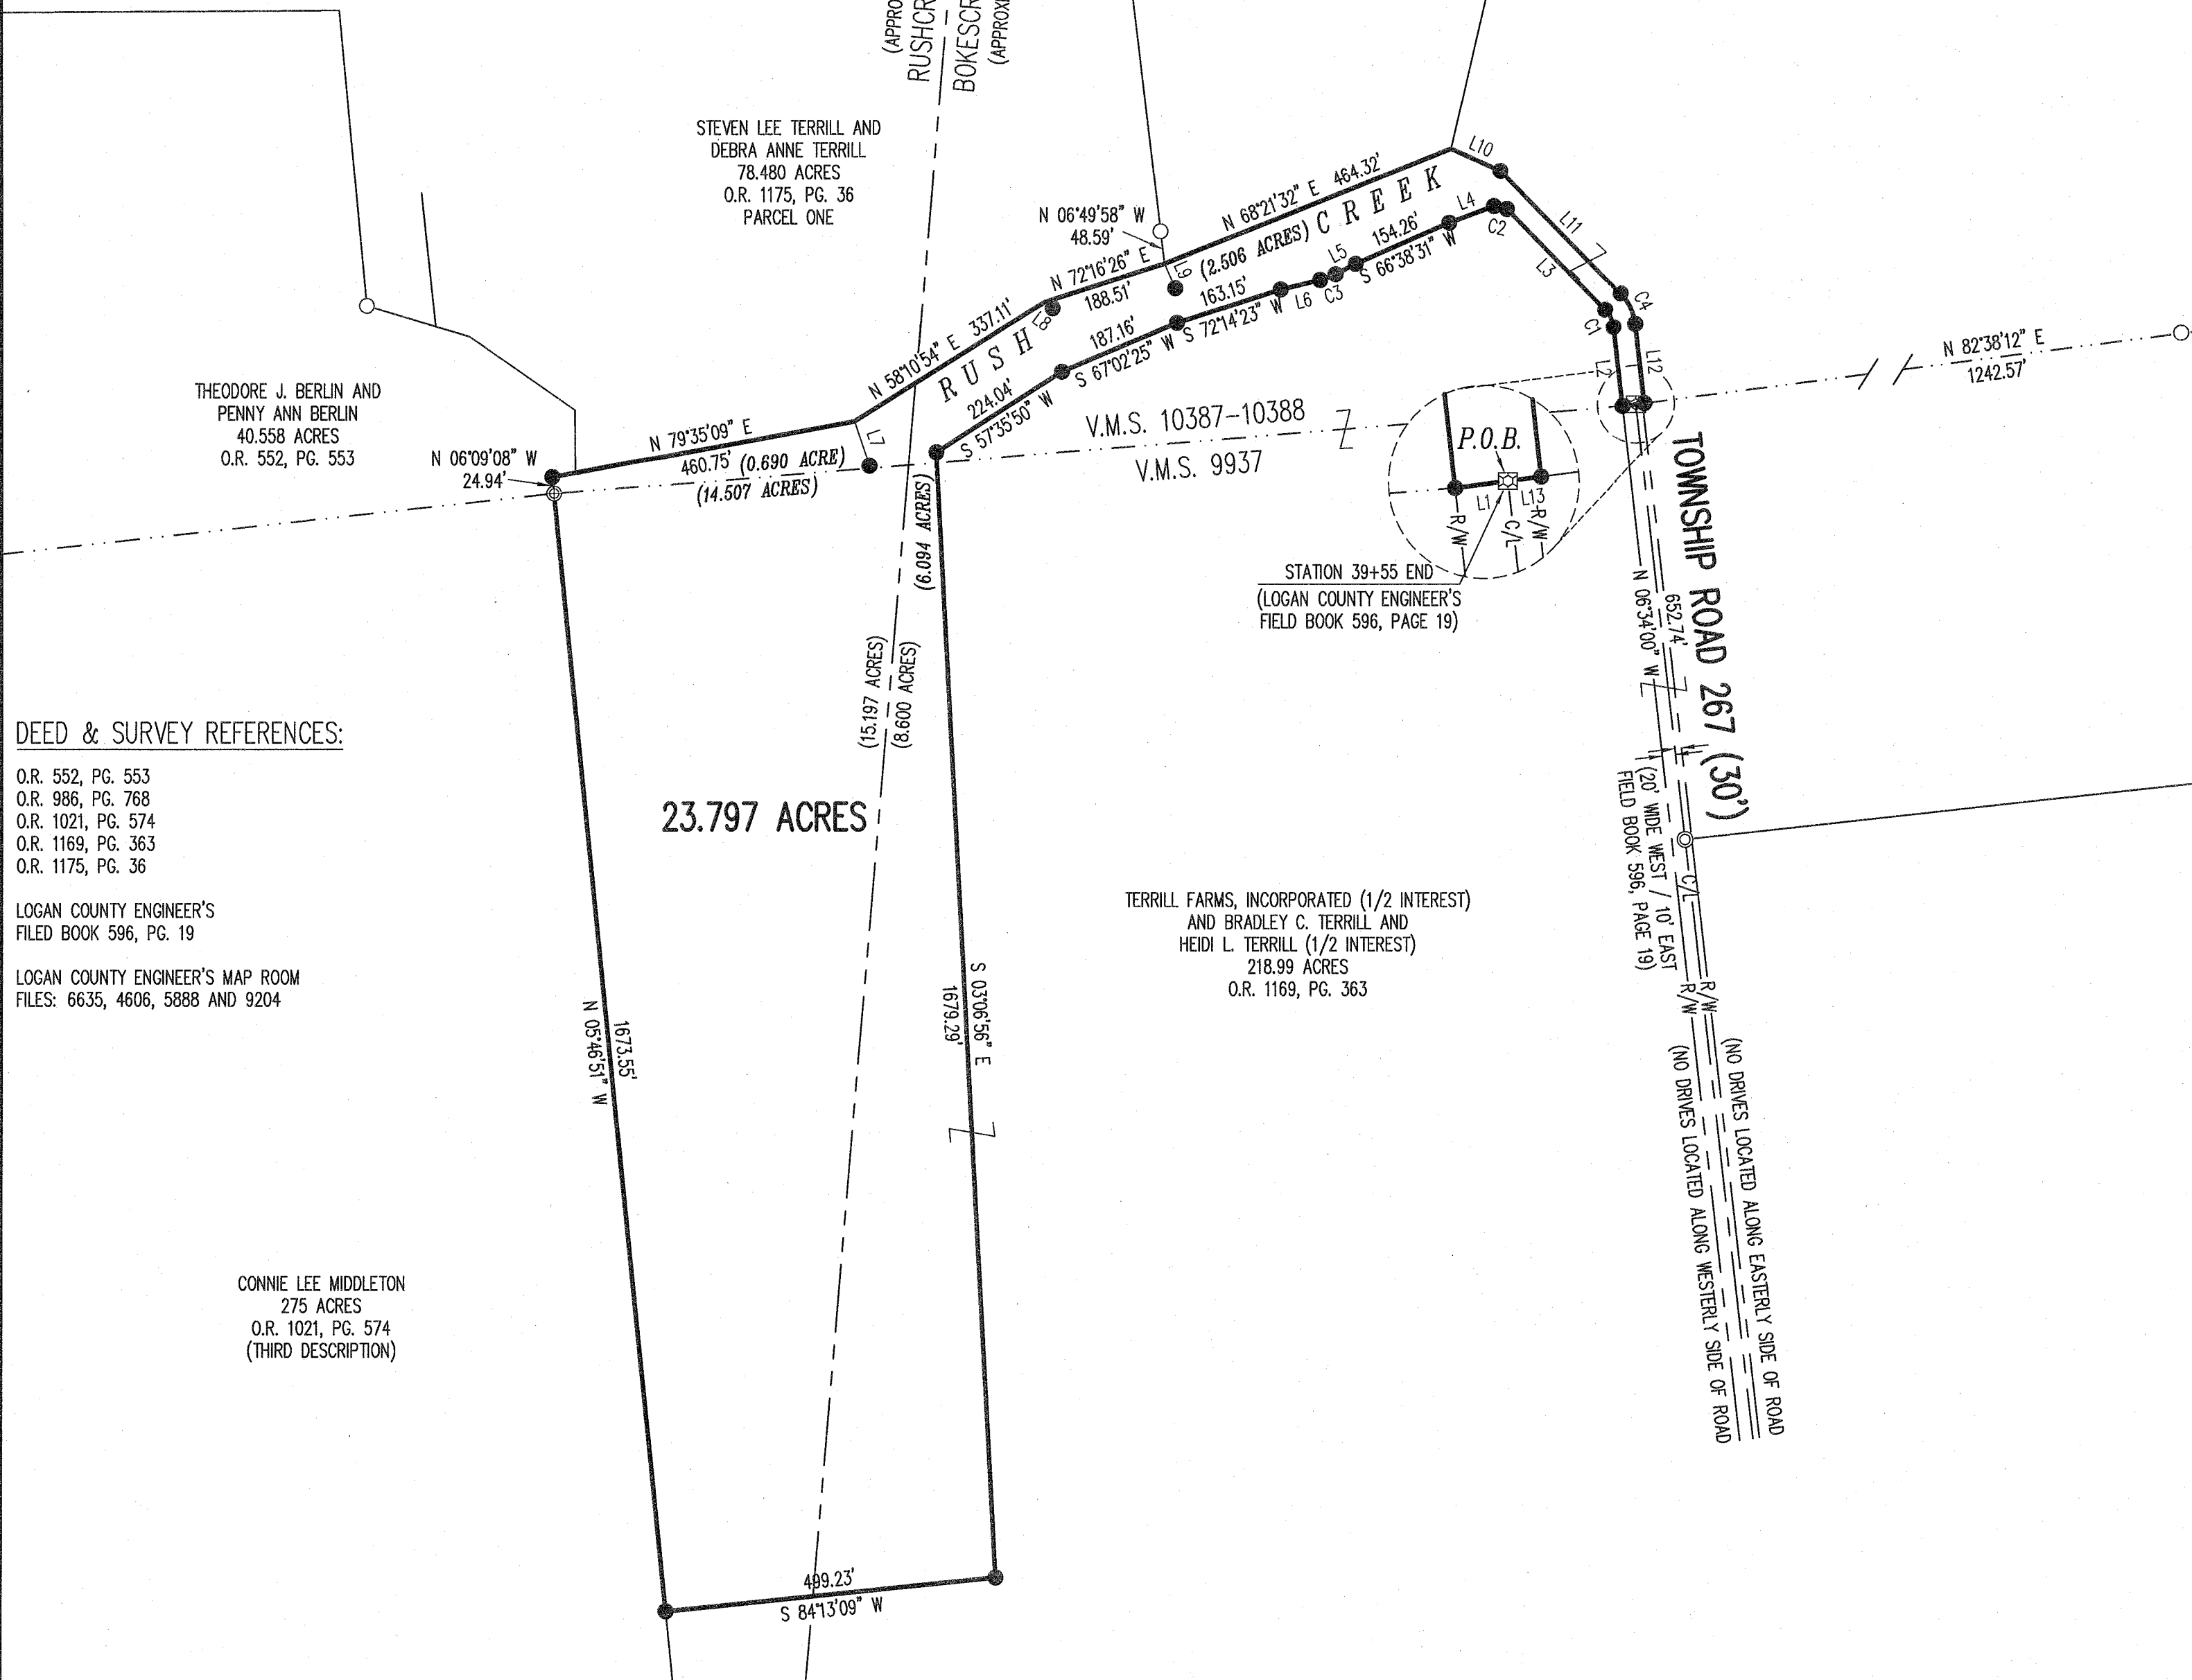 (APPRO
RUSHCR
BOKESCR
(APPROXI
STEVEN LEE TERRILL AND
DEBRA ANNE TERRILL
78.480 ACRES
O.R. 1175, PG. 36
PARCEL ONE
N 06°49'58" W
48.59'
N 68°21'32" E 464.32'
(2.506 ACRES)
RUSH CREEK
L10
L11
L4
C2
L3
154.26'
S 66°38'31" W
L5
C3
L6
L9
N 72°16'26" E
188.51'
163.15'
S 72°14'23" W
L8
187.16'
S 67°02'25" W
N 58°10'54" E 337.11'
224.04'
S 57°35'50" W
C4
C1
L2
L12
N 82°38'12" E
1242.57'
THEODORE J. BERLIN AND
PENNY ANN BERLIN
40.558 ACRES
O.R. 552, PG. 553
N 06°09'08" W
24.94'
N 79°35'09" E
460.75' (0.690 ACRE)
(14.507 ACRES)
L7
(6.094 ACRES)
V.M.S. 10387-10388
V.M.S. 9937
P.O.B.
L1
L13
R/W
C/L
R/W
STATION 39+55 END
(LOGAN COUNTY ENGINEER'S
FIELD BOOK 596, PAGE 19)
TOWNSHIP ROAD 267 (30')
652.74'
N 06°34'00" W
(20' WIDE WEST / 10' EAST
FIELD BOOK 596, PAGE 19)
C/L
R/W
R/W
(NO DRIVES LOCATED ALONG EASTERLY SIDE OF ROAD
(NO DRIVES LOCATED ALONG WESTERLY SIDE OF ROAD
(15.197 ACRES)
(8.600 ACRES)
DEED & SURVEY REFERENCES:
O.R. 552, PG. 553
O.R. 986, PG. 768
O.R. 1021, PG. 574
O.R. 1169, PG. 363
O.R. 1175, PG. 36
LOGAN COUNTY ENGINEER'S
FILED BOOK 596, PG. 19
LOGAN COUNTY ENGINEER'S MAP ROOM
FILES: 6635, 4606, 5888 AND 9204
23.797 ACRES
TERRILL FARMS, INCORPORATED (1/2 INTEREST)
AND BRADLEY C. TERRILL AND
HEIDI L. TERRILL (1/2 INTEREST)
218.99 ACRES
O.R. 1169, PG. 363
S 03°06'56" E
1679.29'
1673.55'
N 05°46'51" W
CONNIE LEE MIDDLETON
275 ACRES
O.R. 1021, PG. 574
(THIRD DESCRIPTION)
499.23'
S 84°13'09" W